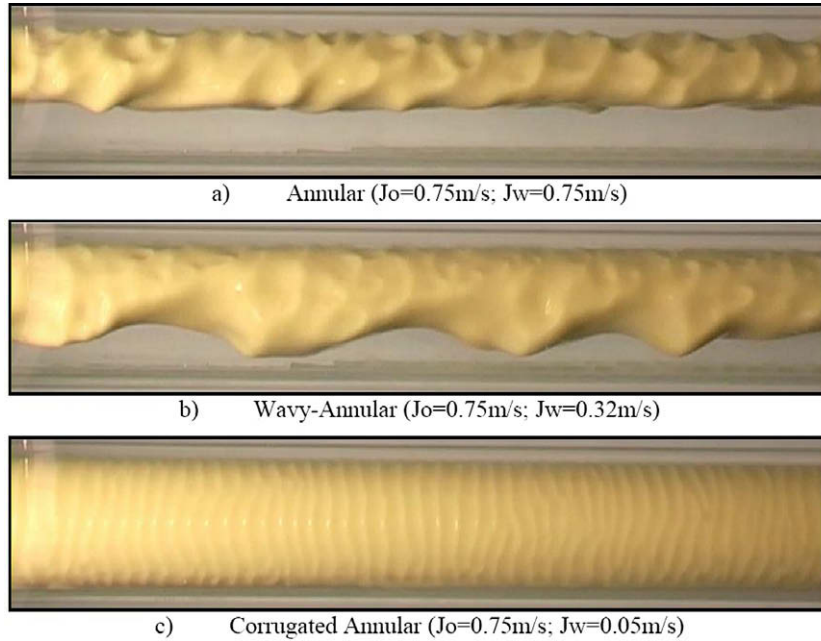 a) Annular (Jo=0.75m/s; Jw=0.75m/s)
b) Wavy-Annular (Jo=0.75m/s; Jw=0.32m/s)
c) Corrugated Annular (Jo=0.75m/s; Jw=0.05m/s)